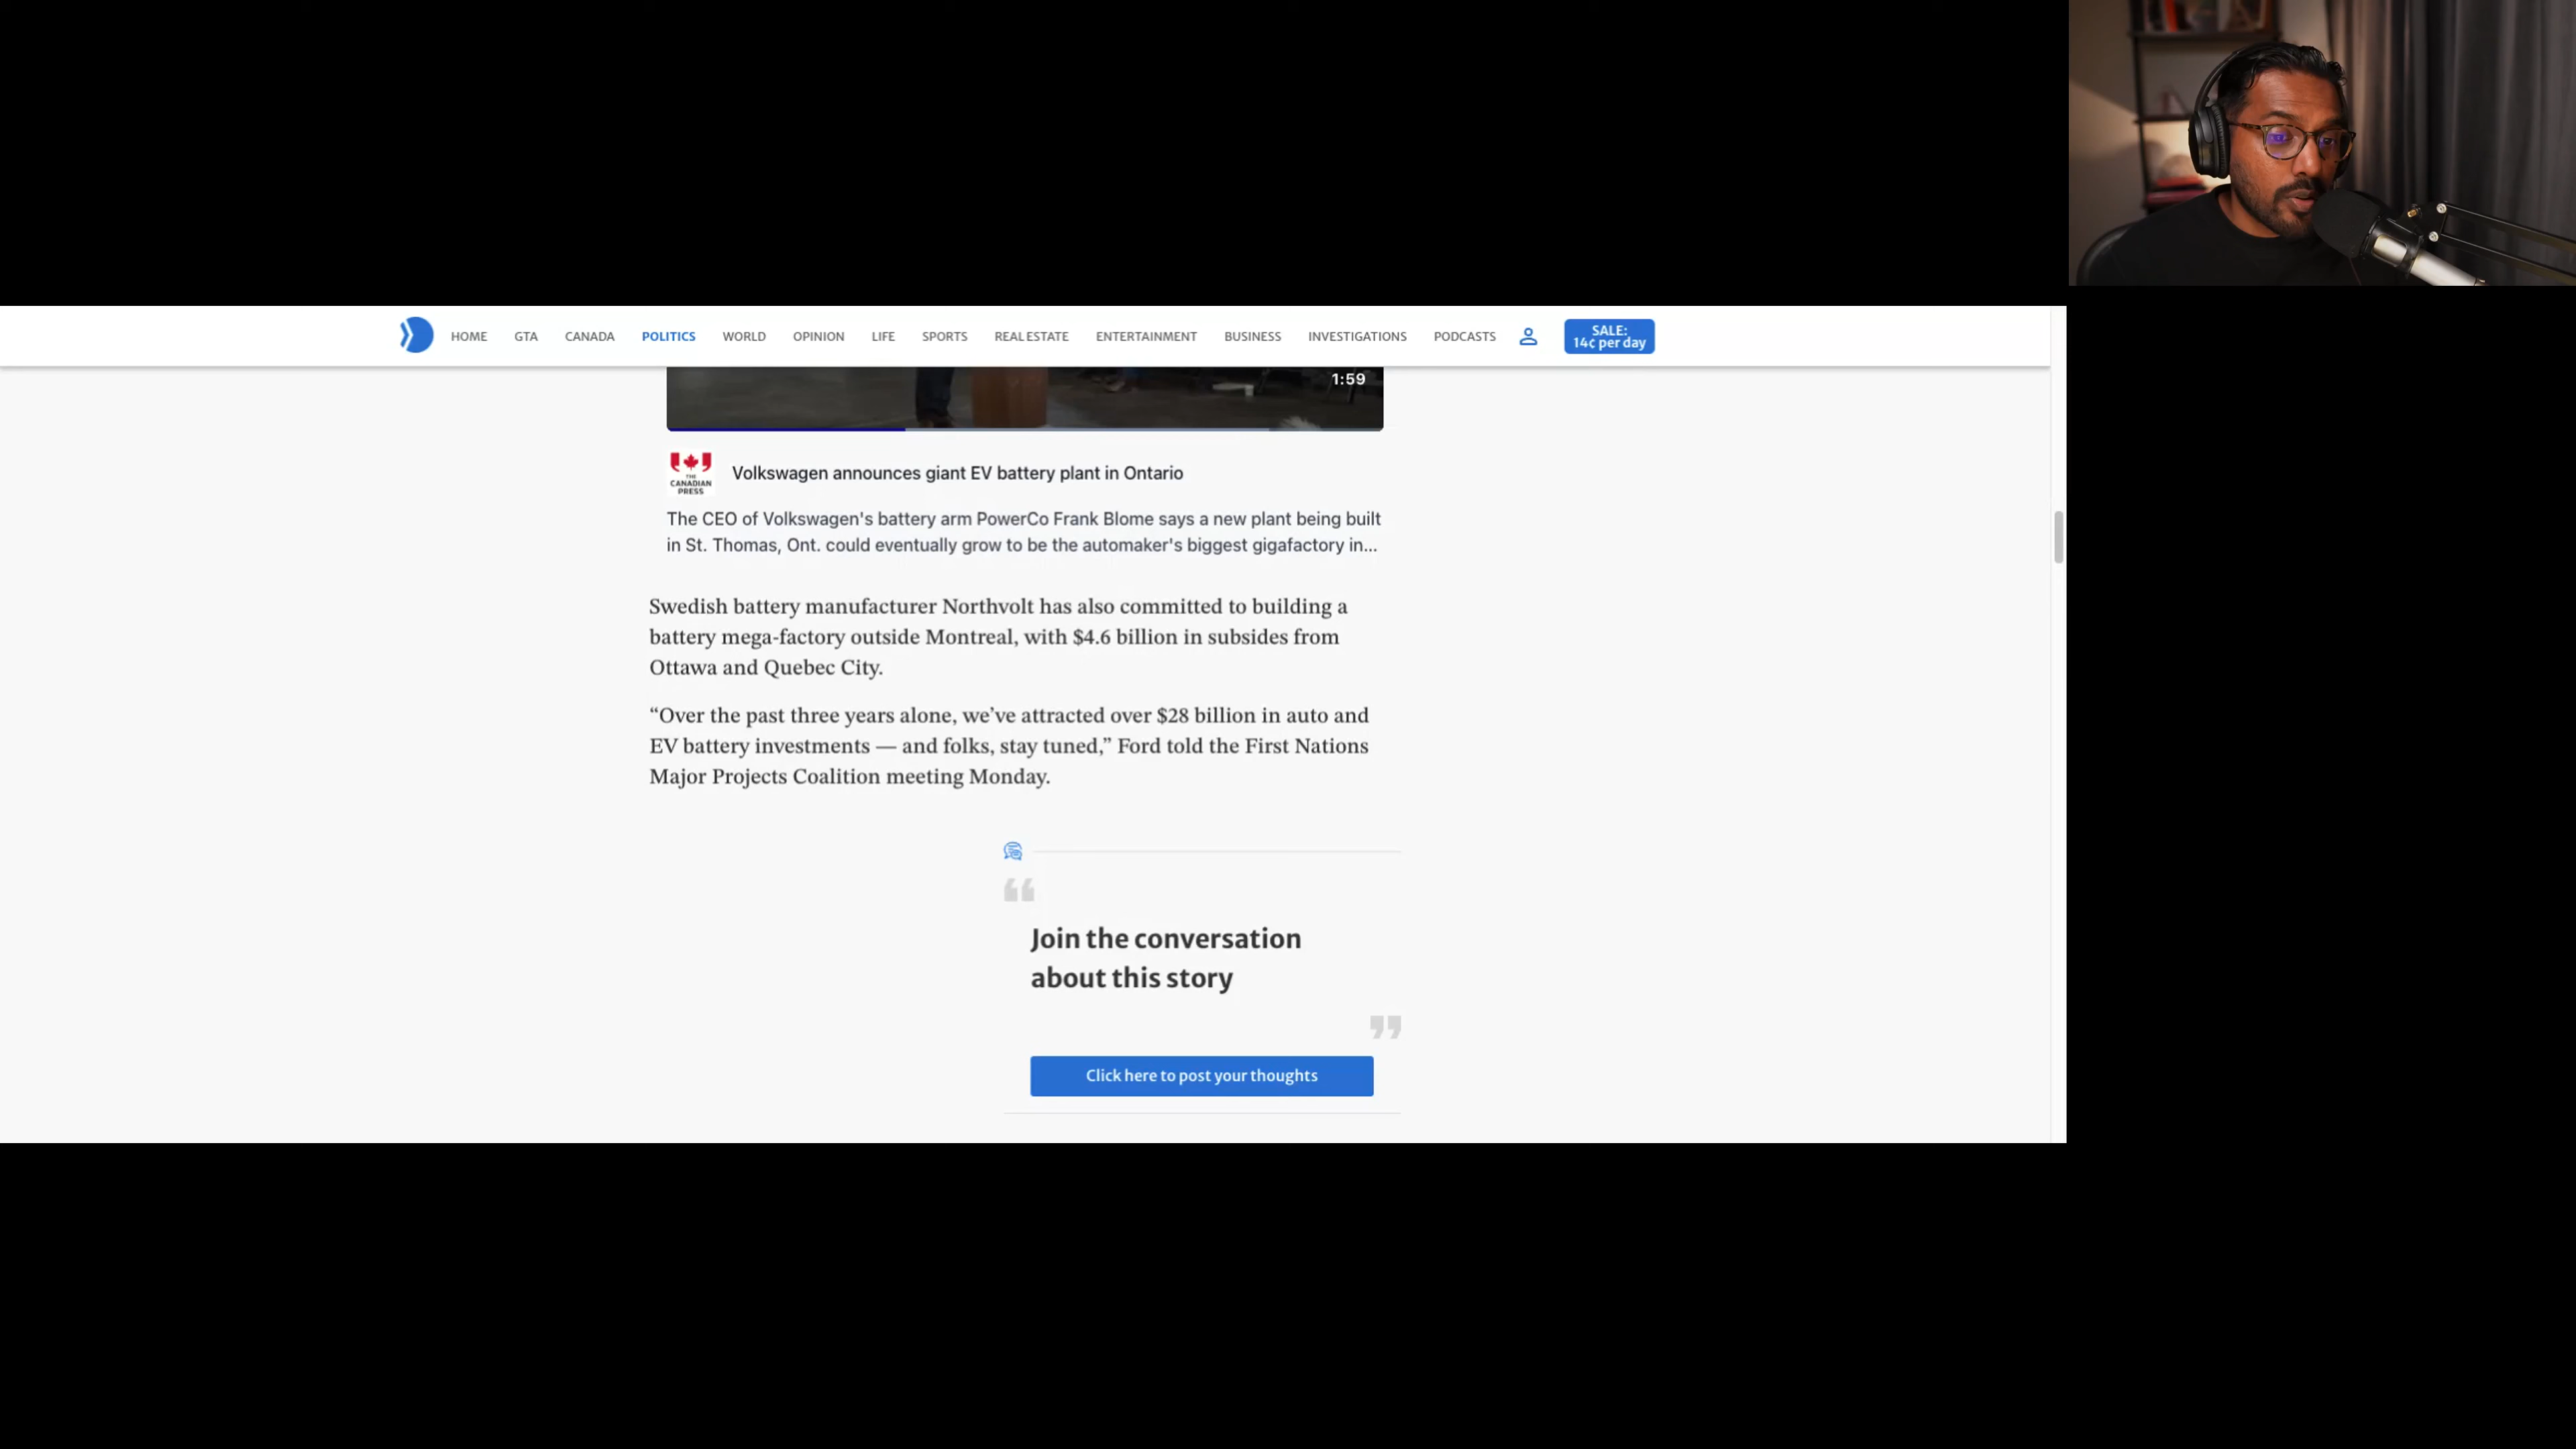 HOME GTA CANADA POLITICS WORLD OPINION LIFE SPORTS REAL ESTATE ENTERTAINMENT BUSINESS INVESTIGATIONS PODCASTS
SALE:
14¢ per day
1:59
THE
CANADIAN
PRESS
Volkswagen announces giant EV battery plant in Ontario
The CEO of Volkswagen's battery arm PowerCo Frank Blome says a new plant being built
in St. Thomas, Ont. could eventually grow to be the automaker's biggest gigafactory in...
Swedish battery manufacturer Northvolt has also committed to building a
battery mega-factory outside Montreal, with $4.6 billion in subsides from
Ottawa and Quebec City.
“Over the past three years alone, we’ve attracted over $28 billion in auto and
EV battery investments — and folks, stay tuned,” Ford told the First Nations
Major Projects Coalition meeting Monday.
“
Join the conversation
about this story
”
Click here to post your thoughts